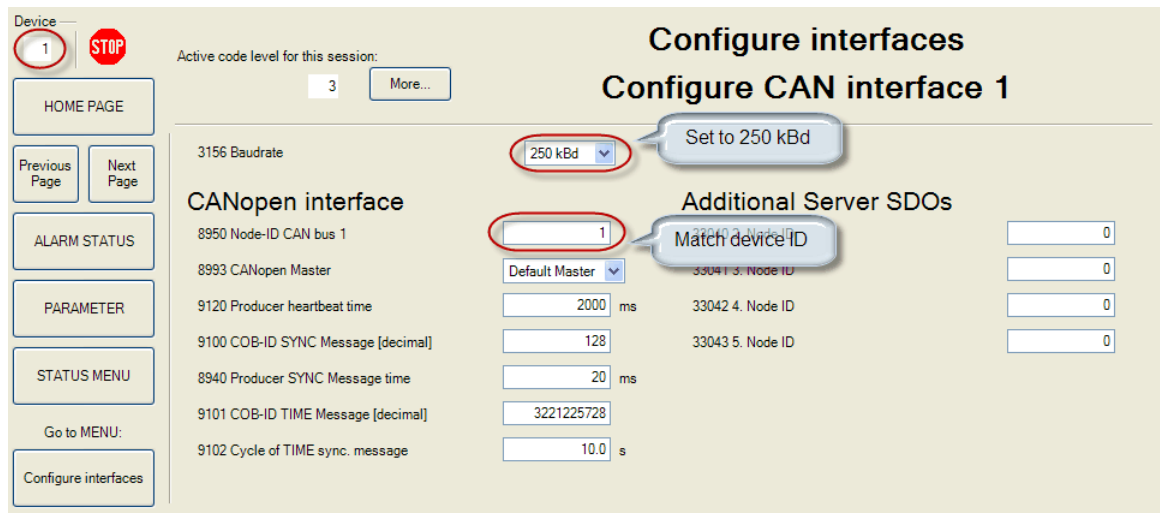 Device
1
STOP
Active code level for this session:
3
More...
Configure interfaces
Configure CAN interface 1
HOME PAGE
Previous Page
Next Page
ALARM STATUS
PARAMETER
STATUS MENU
Go to MENU:
Configure interfaces
3156 Baudrate
250 kBd
Set to 250 kBd
CANopen interface
8950 Node-ID CAN bus 1
1
Match device ID
8993 CANopen Master
Default Master
9120 Producer heartbeat time
2000 ms
9100 COB-ID SYNC Message [decimal]
128
8940 Producer SYNC Message time
20 ms
9101 COB-ID TIME Message [decimal]
3221225728
9102 Cycle of TIME sync. message
10.0 s
Additional Server SDOs
33040 2. Node ID
0
33041 3. Node ID
0
33042 4. Node ID
0
33043 5. Node ID
0